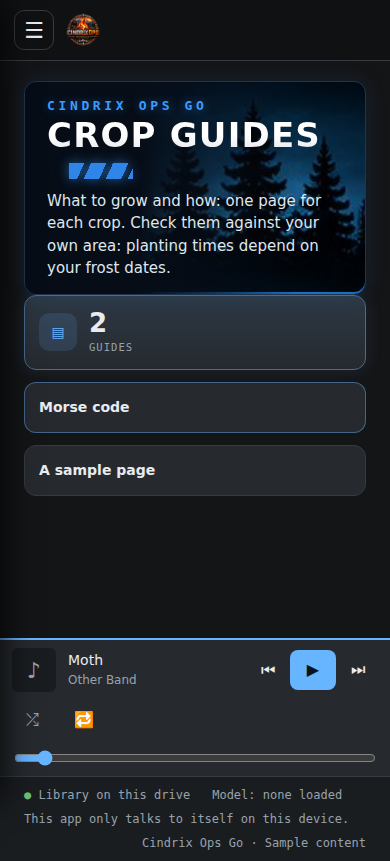 CINDRIX OPS GO
CROP GUIDES
What to grow and how: one page for
each crop. Check them against your
own area: planting times depend on
your frost dates.
2
GUIDES
Morse code
A sample page
Moth
Other Band
Library on this drive Model: none loaded
This app only talks to itself on this device.
Cindrix Ops Go · Sample content